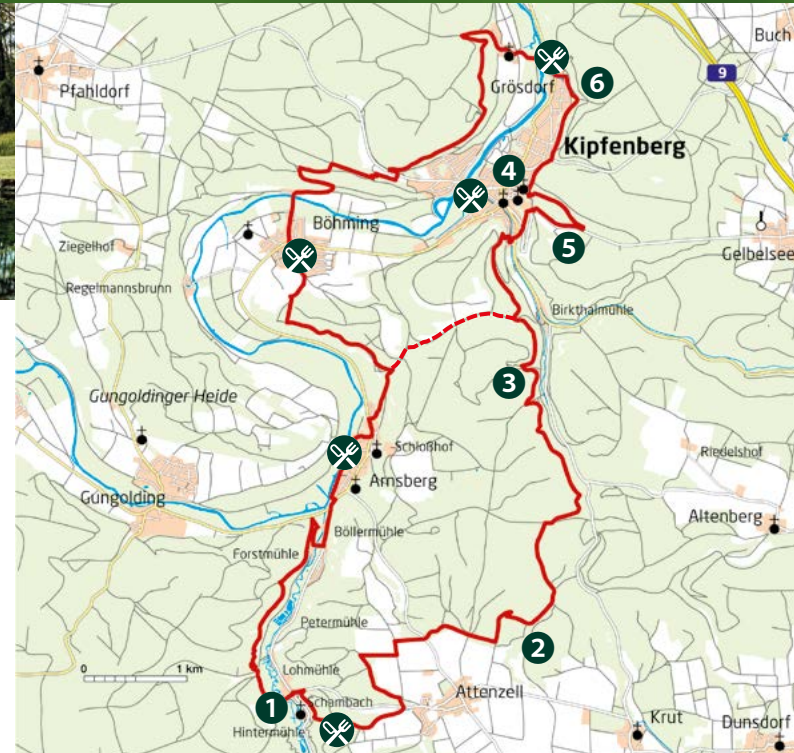 Buch
9
Pfahldorf
6
Grösdorf
Kipfenberg
4
Böhming
5
Ziegelhof
Gelbelsee
Regelmannsbrunn
Birkthalmühle
3
Gungoldinger Heide
Schloßhof
Riedelshof
Arnsberg
Gungolding
Altenberg
Böllermühle
Forstmühle
Petermühle
2
0 1 km
Lohmühle
Attenzell
1
Schambach
Hintermühle
Krut
Dunsdorf